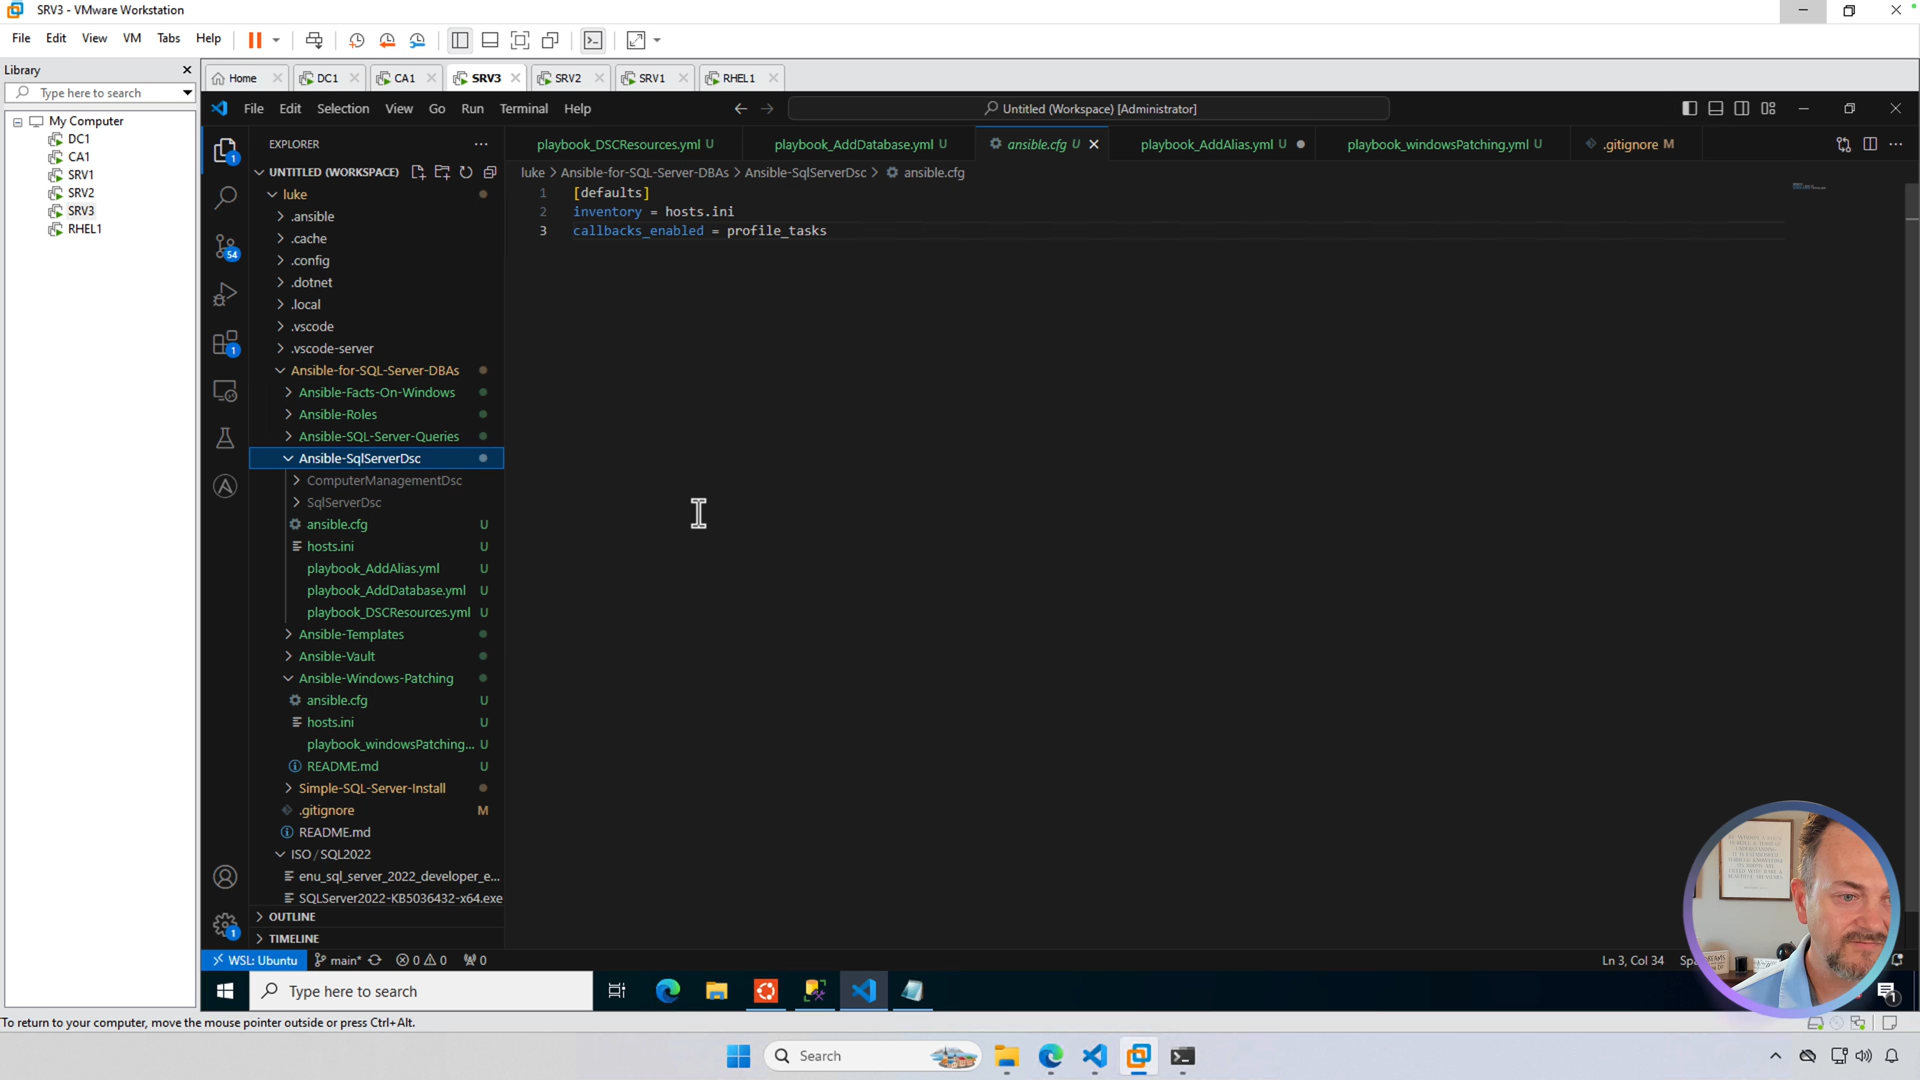 SRV3 - VMware Workstation
File Edit View VM Tabs Help
Library
Type here to search
My Computer
DC1
CA1
SRV1
SRV2
SRV3
RHEL1
Home DC1 CA1 SRV3 SRV2 SRV1 RHEL1
File Edit Selection View Go Run Terminal Help
Untitled (Workspace) [Administrator]
EXPLORER
playbook_DSCResources.yml U playbook_AddDatabase.yml U ansible.cfg U playbook_AddAlias.yml U playbook_windowsPatching.yml U .gitignore M
luke > Ansible-for-SQL-Server-DBAs > Ansible-SqlServerDsc > ansible.cfg
1 [defaults]
2 inventory = hosts.ini
3 callbacks_enabled = profile_tasks
1
54
1
1
UNTITLED (WORKSPACE)
luke
.ansible
.cache
.config
.dotnet
.local
.vscode
.vscode-server
Ansible-for-SQL-Server-DBAs
Ansible-Facts-On-Windows
Ansible-Roles
Ansible-SQL-Server-Queries
Ansible-SqlServerDsc
ComputerManagementDsc
SqlServerDsc
ansible.cfg U
hosts.ini U
playbook_AddAlias.yml U
playbook_AddDatabase.yml U
playbook_DSCResources.yml U
Ansible-Templates
Ansible-Vault
Ansible-Windows-Patching
ansible.cfg U
hosts.ini U
playbook_windowsPatching... U
README.md U
Simple-SQL-Server-Install
.gitignore M
README.md
ISO / SQL2022
enu_sql_server_2022_developer_e...
SQLServer2022-KB5036432-x64.exe
OUTLINE
TIMELINE
WSL: Ubuntu main* 0 0 0 Ln 3, Col 34
Type here to search
1
To return to your computer, move the mouse pointer outside or press Ctrl+Alt.
Search